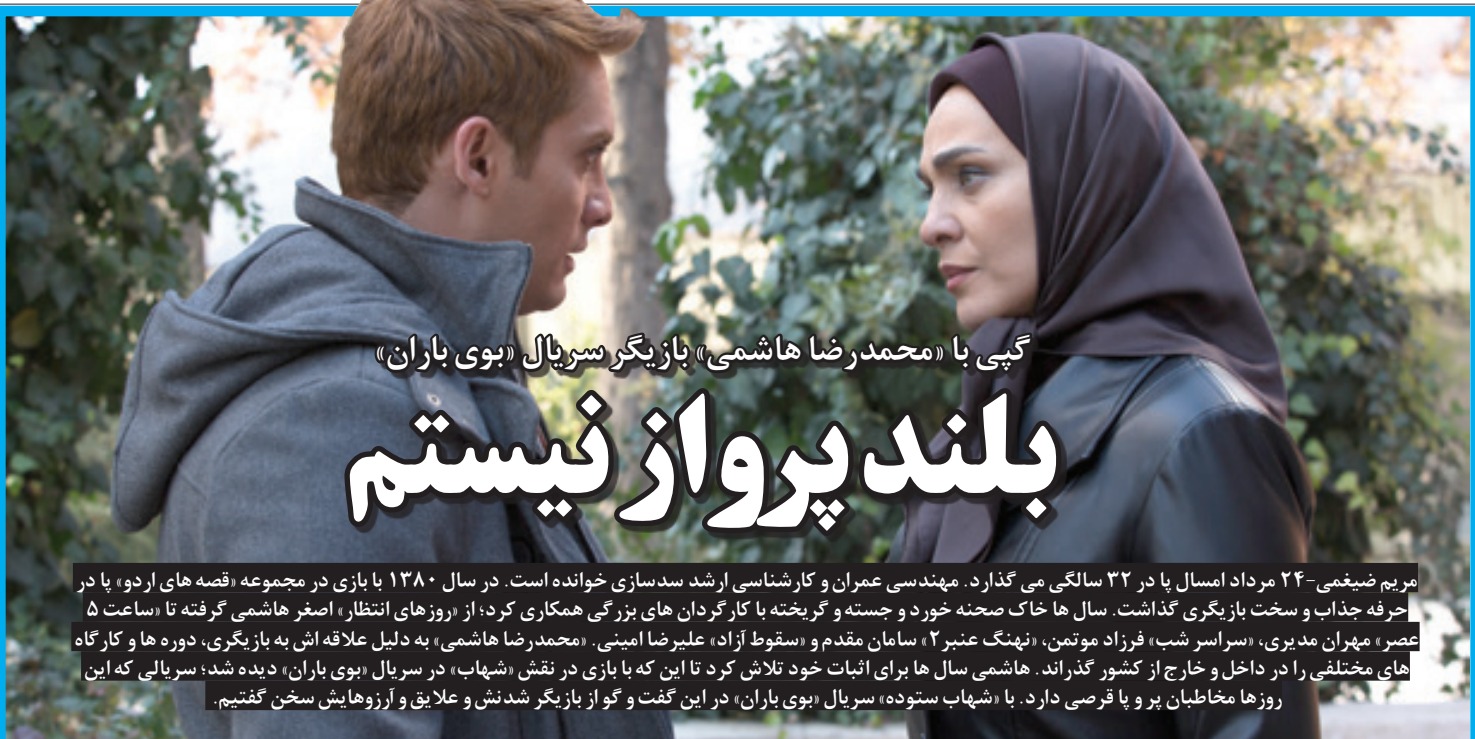 گپی با «محمدرضا هاشمی» بازیگر سریال «بوی باران»
بلند پرواز نیستم
مریم ضیغمی-۲۴ مرداد امسال پا در ۳۲ سالگی می گذارد. مهندسی عمران و کارشناسی ارشد سدسازی خوانده است. در سال ۱۳۸۰ با بازی در مجموعه «قصه های اردو» پا در
حرفه جذاب و سخت بازیگری گذاشت. سال ها خاک صحنه خورد و جسته و گریخته با کارگردان های بزرگی همکاری کرد؛ از «روزهای انتظار» اصغر هاشمی گرفته تا «ساعت ۵
عصر» مهران مدیری، «سراسر شب» فرزاد موتمن، «نهنگ عنبر۲» سامان مقدم و «سقوط آزاد» علیرضا امینی. «محمدرضا هاشمی» به دلیل علاقه اش به بازیگری، دوره ها و کارگاه
های مختلفی را در داخل و خارج از کشور گذراند. هاشمی سال ها برای اثبات خود تلاش کرد تا این که با بازی در نقش «شهاب» در سریال «بوی باران» دیده شد؛ سریالی که این
روزها مخاطبان پر و پا قرصی دارد. با «شهاب ستوده» سریال «بوی باران» در این گفت و گو از بازیگر شدنش و علایق و آرزوهایش سخن گفتیم.